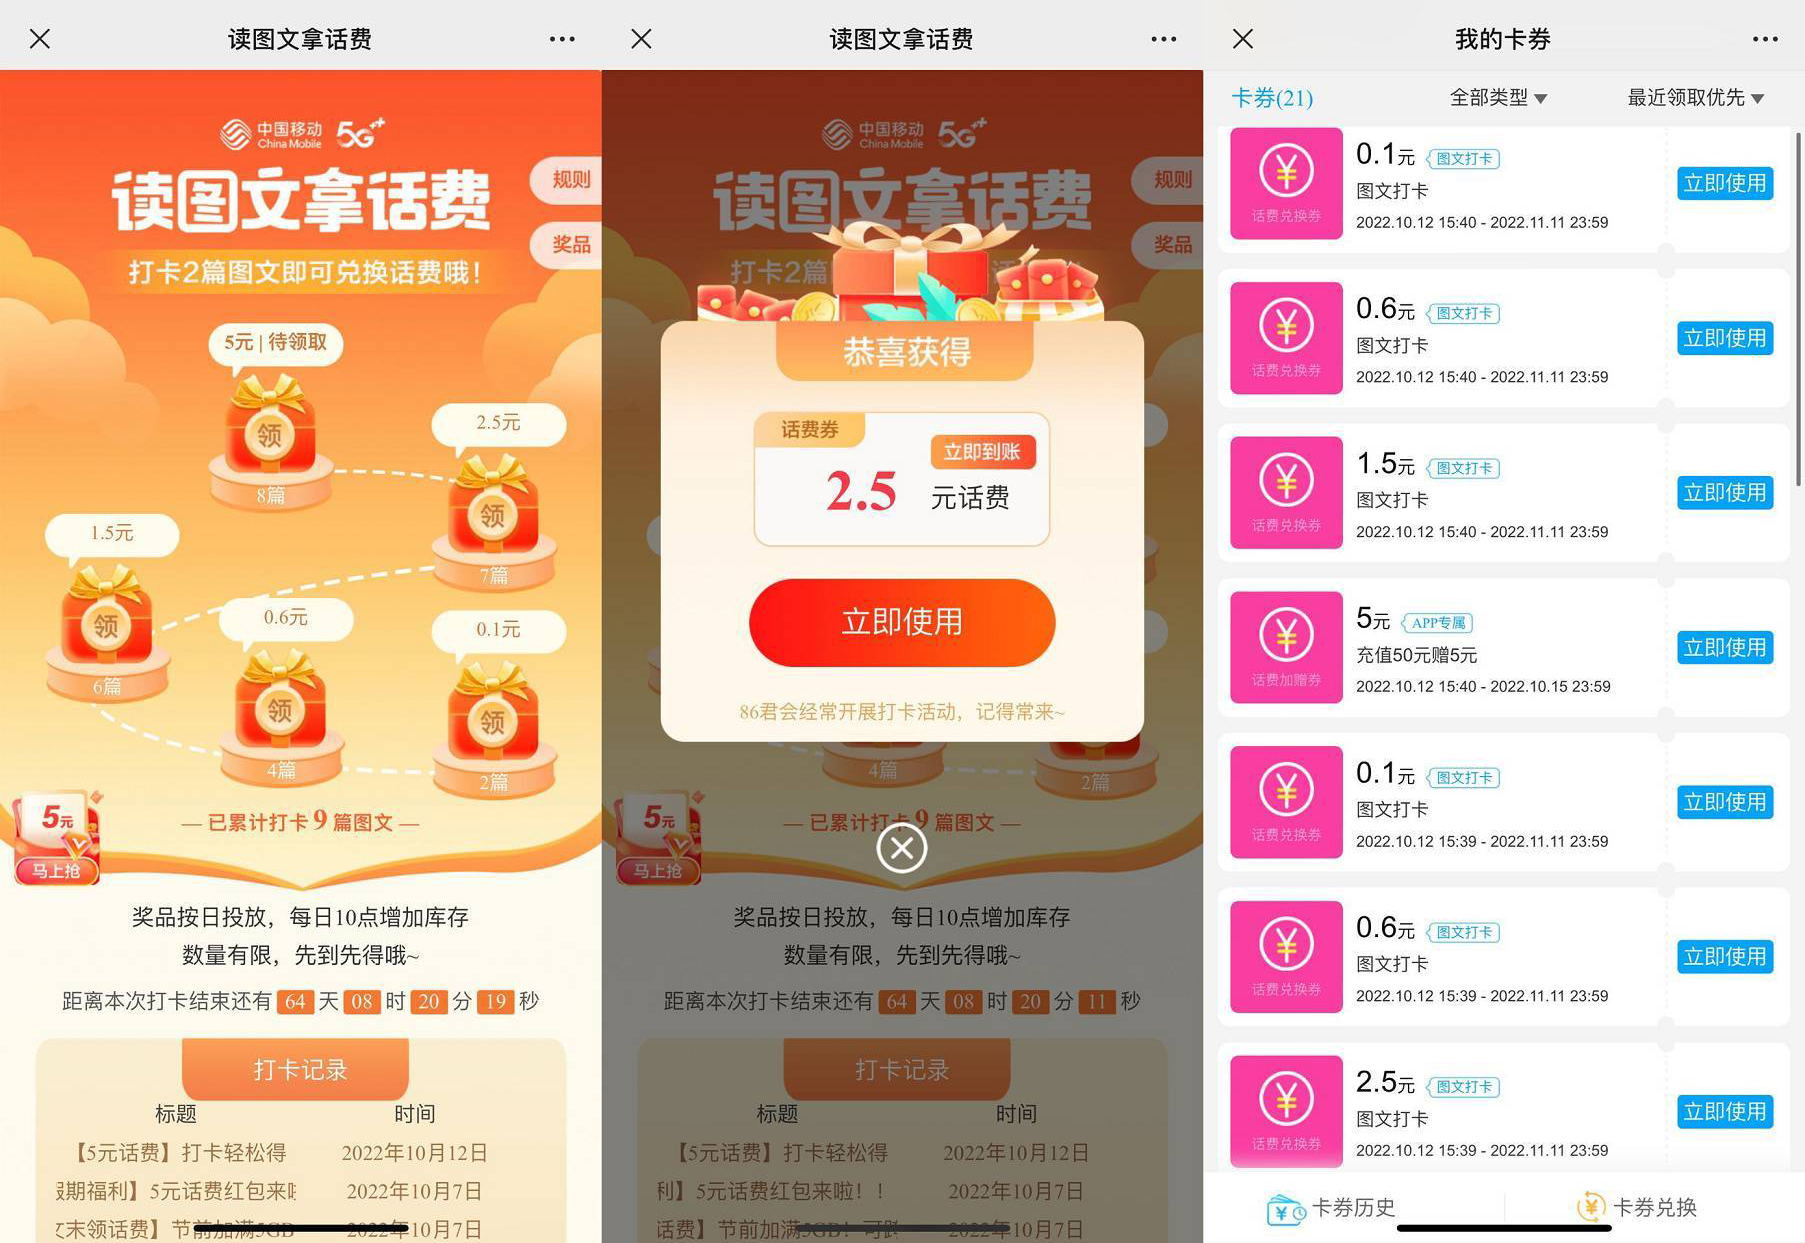 读图文拿话费
中国移动
China Mobile
5G++
读图文拿话费
规则
打卡2篇图文即可兑换话费哦！
奖品
5元 | 待领取
领
8篇
2.5元
领
7篇
1.5元
领
6篇
0.6元
领
4篇
0.1元
领
2篇
5元
马上抢
— 已累计打卡 9 篇图文 —
奖品按日投放，每日10点增加库存
数量有限，先到先得哦~
距离本次打卡结束还有 64 天 08 时 20 分 19 秒
打卡记录
标题 时间
【5元话费】打卡轻松得 2022年10月12日
假期福利】5元话费红包来啦 2022年10月7日
文末领话费】节前加满5GB 2022年10月7日
读图文拿话费
中国移动
China Mobile
5G++
读图文拿话费
规则
打卡2篇
话费哦！
奖品
恭喜获得
话费券
立即到账
2.5 元话费
立即使用
86君会经常开展打卡活动，记得常来~
4篇
2篇
5元
马上抢
— 已累计打卡 9 篇图文 —
奖品按日投放，每日10点增加库存
数量有限，先到先得哦~
距离本次打卡结束还有 64 天 08 时 20 分 11 秒
打卡记录
标题 时间
【5元话费】打卡轻松得 2022年10月12日
利】5元话费红包来啦！！ 2022年10月7日
话费】节前加满5GB！可 2022年10月7日
我的卡券
卡券(21) 全部类型 最近领取优先
0.1元 图文打卡
话费兑换券
图文打卡
2022.10.12 15:40 - 2022.11.11 23:59
立即使用
0.6元 图文打卡
话费兑换券
图文打卡
2022.10.12 15:40 - 2022.11.11 23:59
立即使用
1.5元 图文打卡
话费兑换券
图文打卡
2022.10.12 15:40 - 2022.11.11 23:59
立即使用
5元 APP专属
话费加赠券
充值50元赠5元
2022.10.12 15:40 - 2022.10.15 23:59
立即使用
0.1元 图文打卡
话费兑换券
图文打卡
2022.10.12 15:39 - 2022.11.11 23:59
立即使用
0.6元 图文打卡
话费兑换券
图文打卡
2022.10.12 15:39 - 2022.11.11 23:59
立即使用
2.5元 图文打卡
话费兑换券
图文打卡
2022.10.12 15:39 - 2022.11.11 23:59
立即使用
卡券历史 卡券兑换